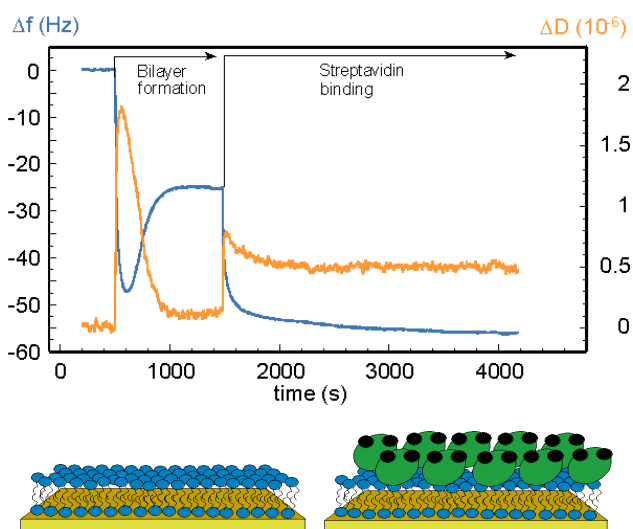 Δf (Hz)
ΔD (10⁻⁶)
Bilayer
formation
Streptavidin
binding
0
-10
-20
-30
-40
-50
-60
2
1.5
1
0.5
0
0
1000
2000
3000
4000
time (s)